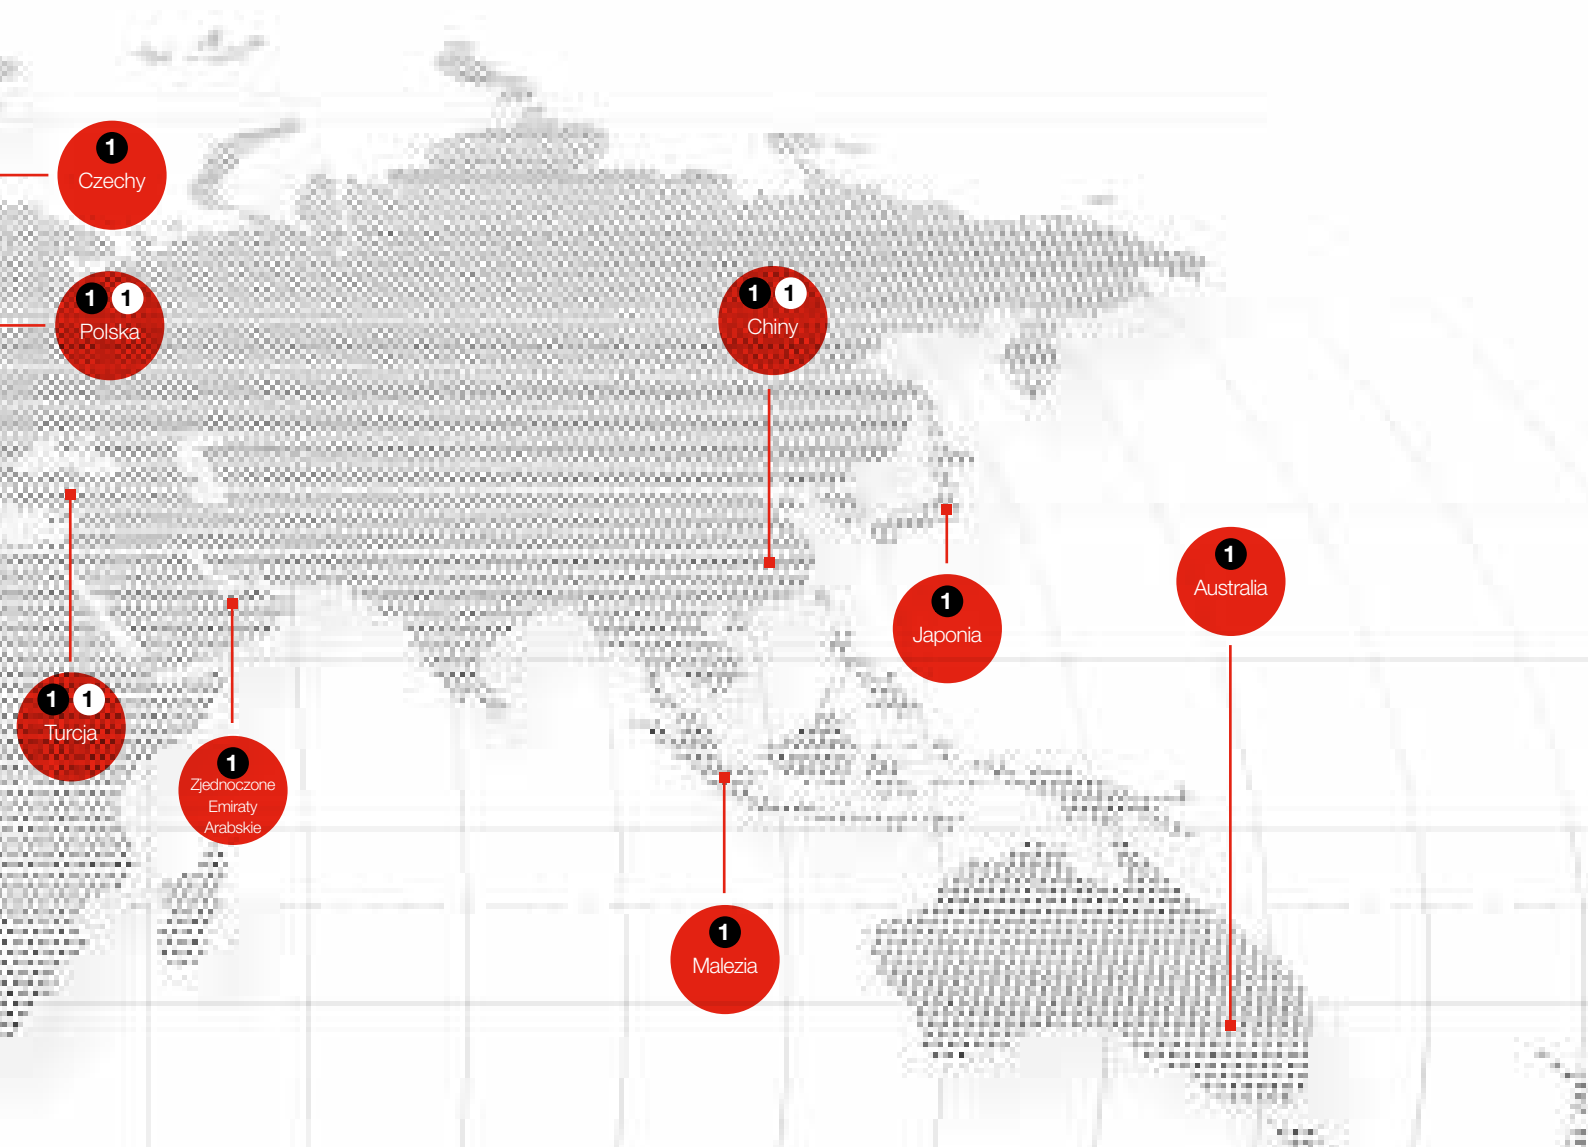 1
Czechy
1 1
Polska
1 1
Chiny
1
Japonia
1
Australia
1 1
Turcja
1
Zjednoczone
Emiraty
Arabskie
1
Malezia